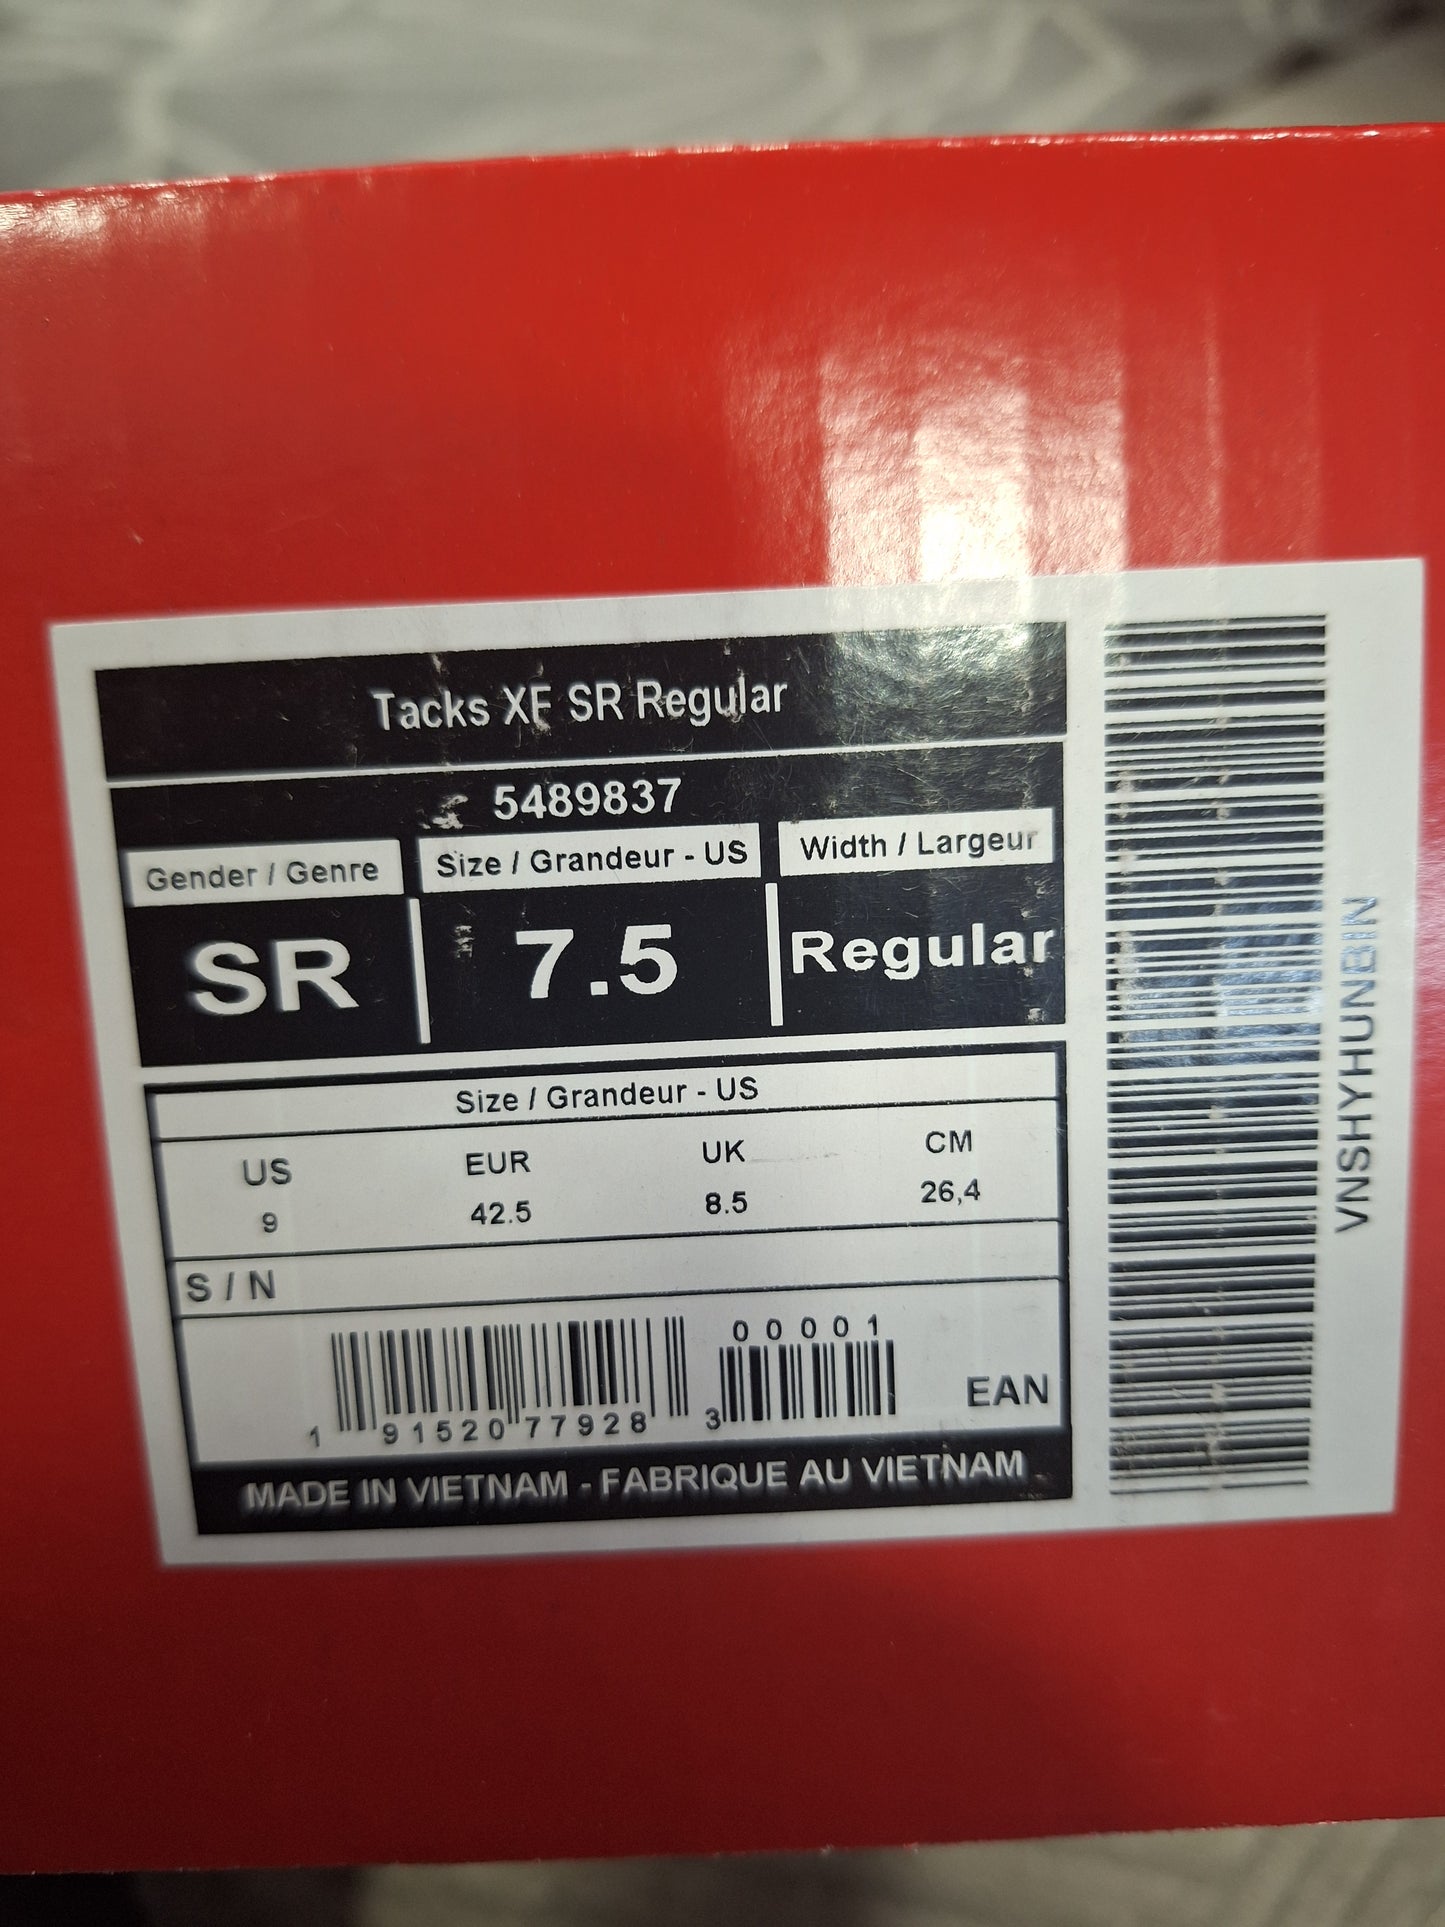 Tacks XF SR Regular
5489837
Gender / Genre Size / Grandeur - US Width / Largeur
SR 7.5 Regular
Size / Grandeur - US
US EUR UK CM
9 42.5 8.5 26,4
S / N
00001
1 91520 77928 3 EAN
MADE IN VIETNAM - FABRIQUE AU VIETNAM
VNSHYHUNBIN